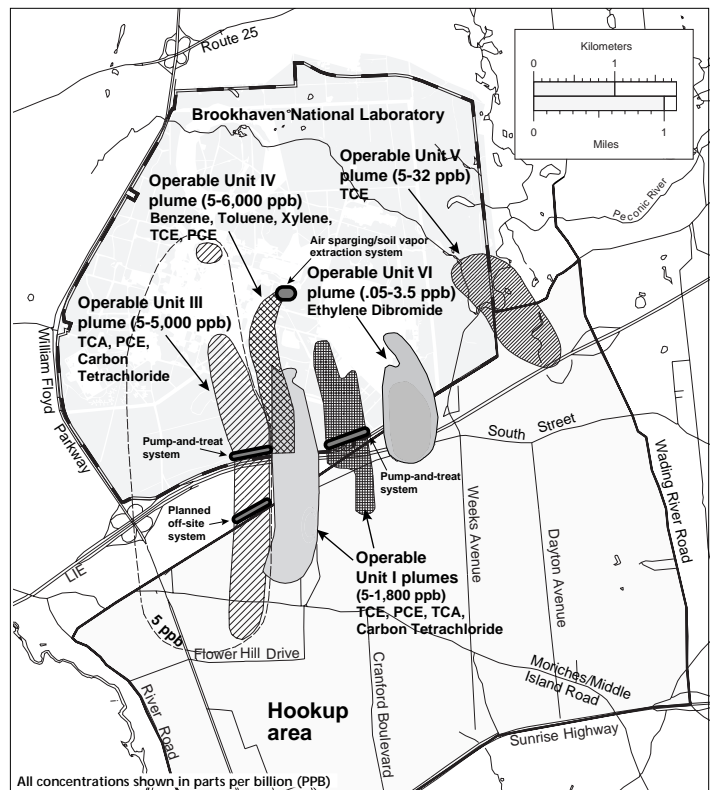 Route 25
Kilometers
0 1
0 1
Miles
Brookhaven National Laboratory
Operable Unit V
plume (5-32 ppb)
TCE
Peconic River
Operable Unit IV
plume (5-6,000 ppb)
Benzene, Toluene, Xylene,
TCE, PCE
Air sparging/soil vapor
extraction system
Operable Unit VI
plume (.05-3.5 ppb)
Ethylene Dibromide
Operable Unit III
plume (5-5,000 ppb)
TCA, PCE,
Carbon
Tetrachloride
William Floyd
Parkway
South Street
Pump-and-treat
system
Pump-and-treat
system
Planned
off-site
system
Wading River Road
Weeks Avenue
Dayton Avenue
LIE
Operable
Unit I plumes
(5-1,800 ppb)
TCE, PCE, TCA,
Carbon Tetrachloride
5 ppb
Flower Hill Drive
Moriches/Middle
Island Road
River
Road
Cranford Boulevard
Hookup
area
Sunrise Highway
All concentrations shown in parts per billion (PPB)